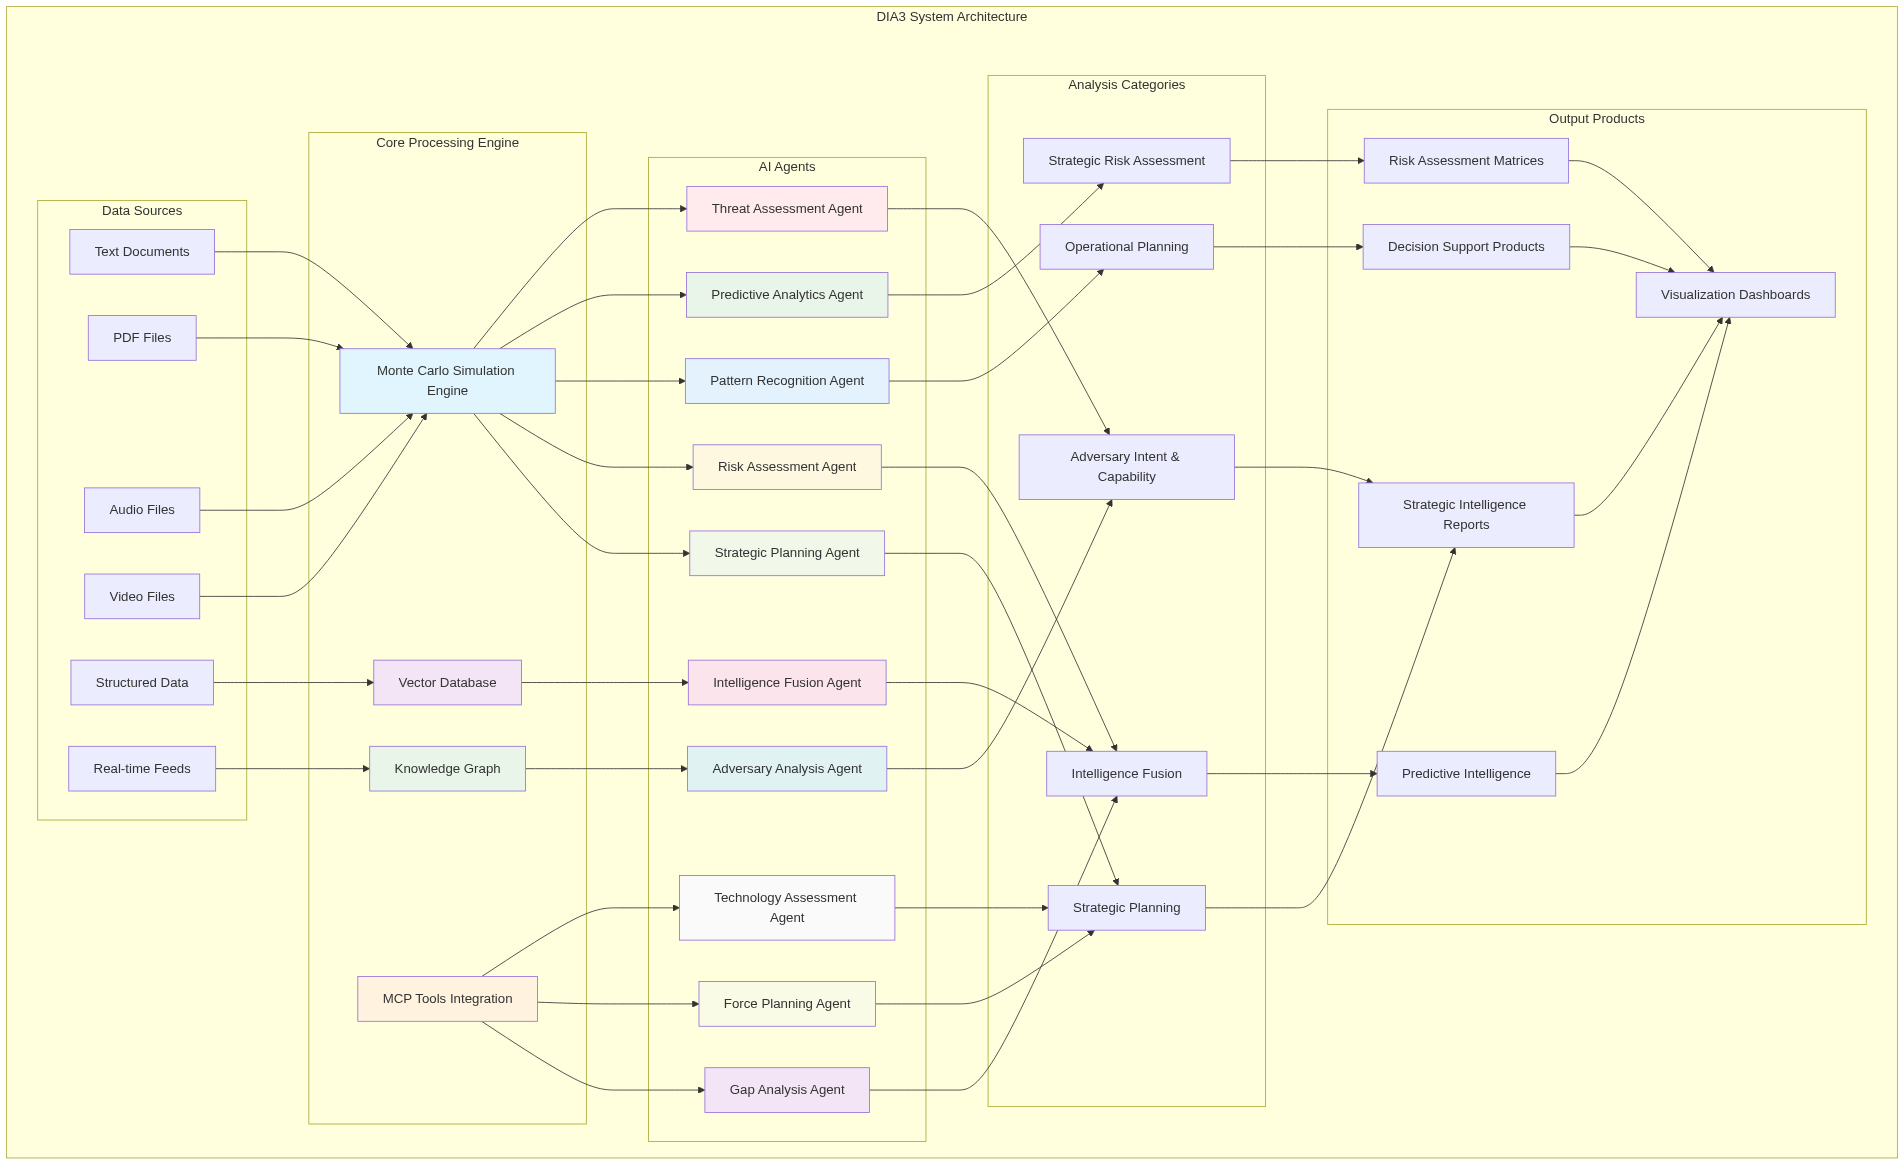 DIA3 System Architecture
Data Sources
Text Documents
PDF Files
Audio Files
Video Files
Structured Data
Real-time Feeds
Core Processing Engine
Monte Carlo Simulation
Engine
Vector Database
Knowledge Graph
MCP Tools Integration
AI Agents
Threat Assessment Agent
Predictive Analytics Agent
Pattern Recognition Agent
Risk Assessment Agent
Strategic Planning Agent
Intelligence Fusion Agent
Adversary Analysis Agent
Technology Assessment
Agent
Force Planning Agent
Gap Analysis Agent
Analysis Categories
Strategic Risk Assessment
Operational Planning
Adversary Intent &
Capability
Intelligence Fusion
Strategic Planning
Output Products
Risk Assessment Matrices
Decision Support Products
Visualization Dashboards
Strategic Intelligence
Reports
Predictive Intelligence